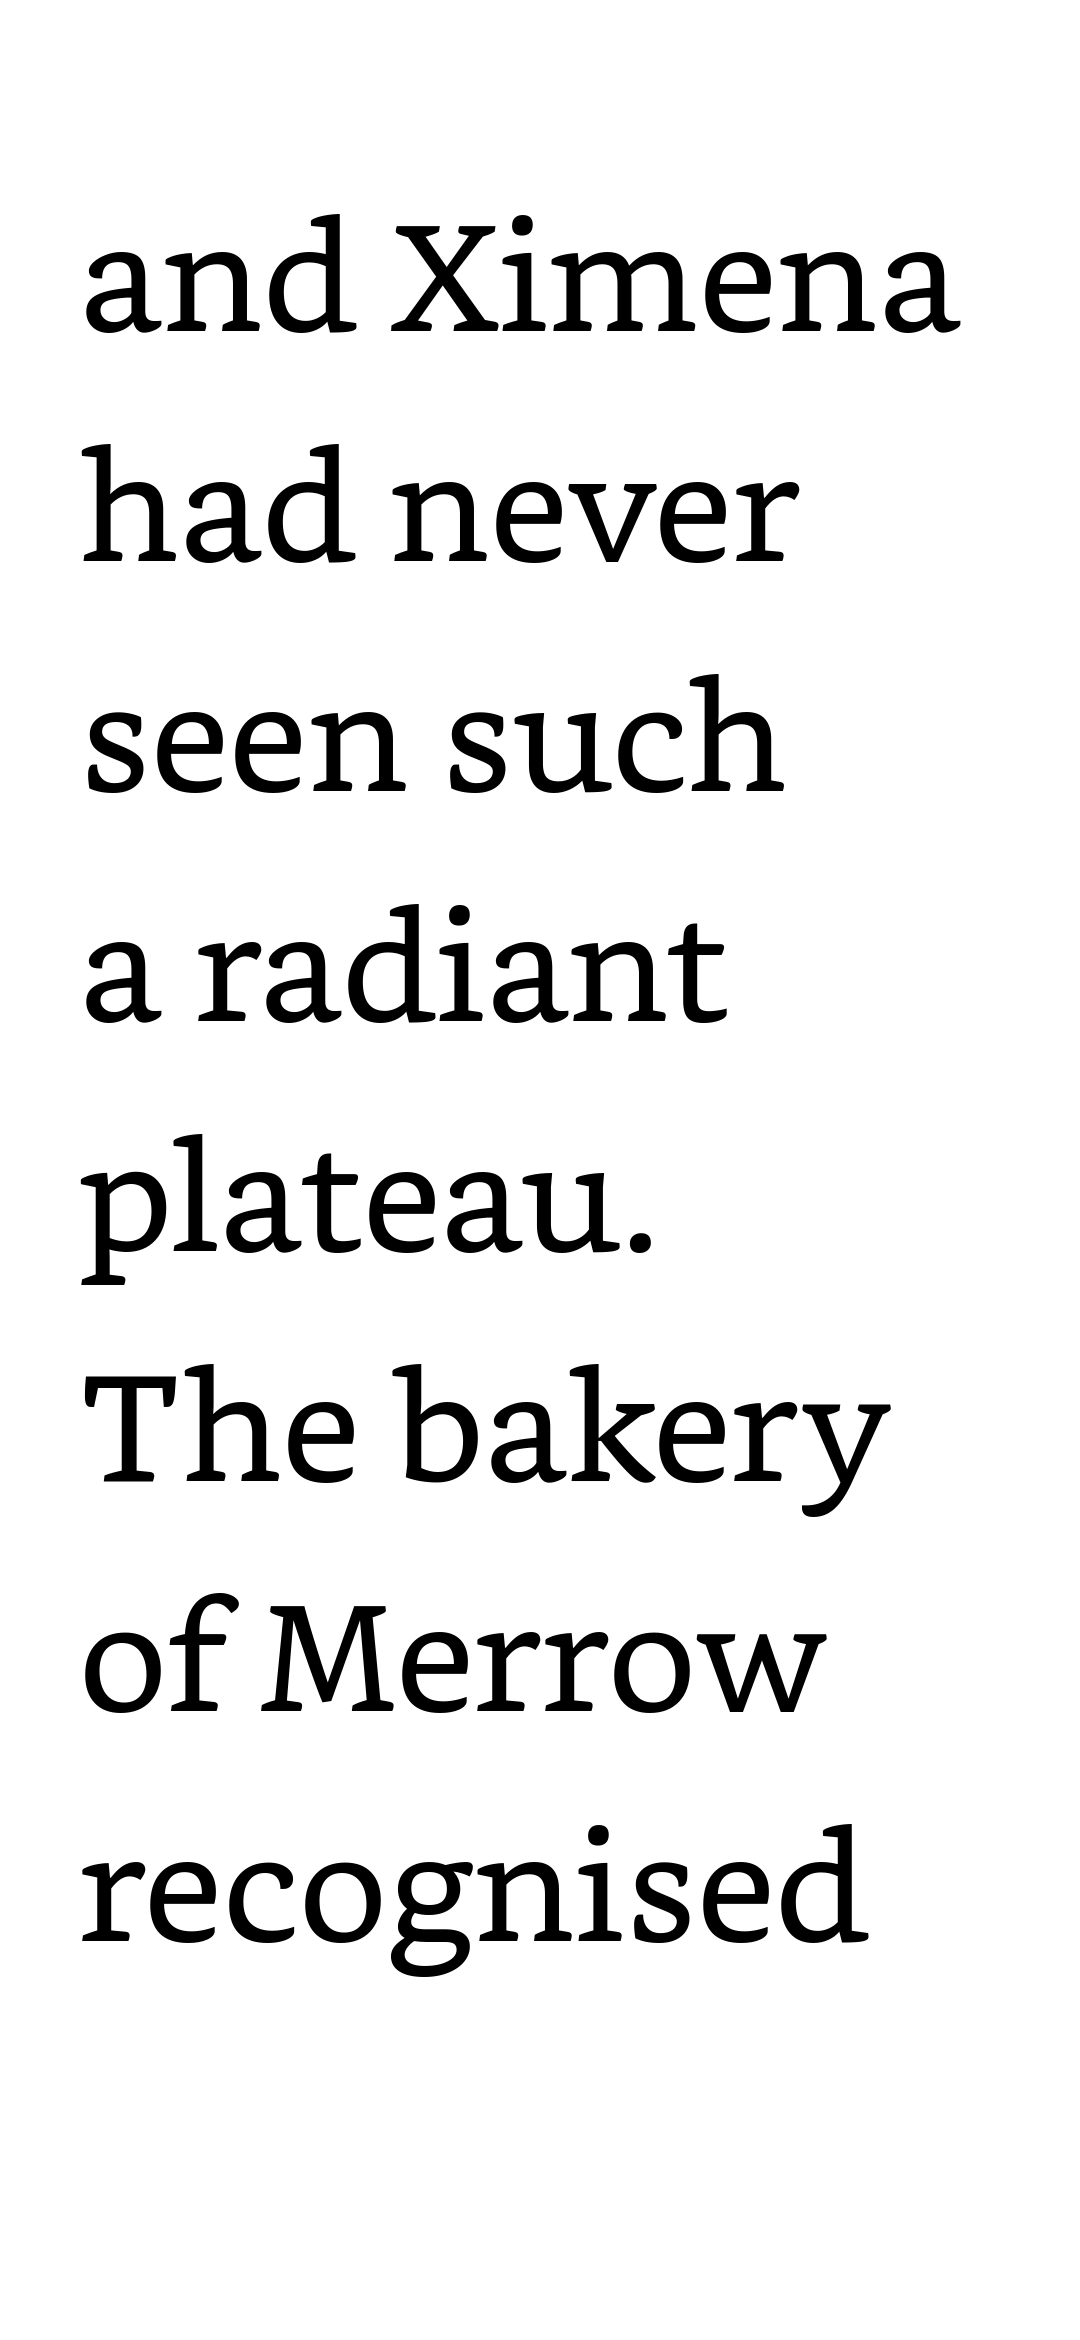 and Ximena
had never
seen such
a radiant
plateau.
The bakery
of Merrow
recognised